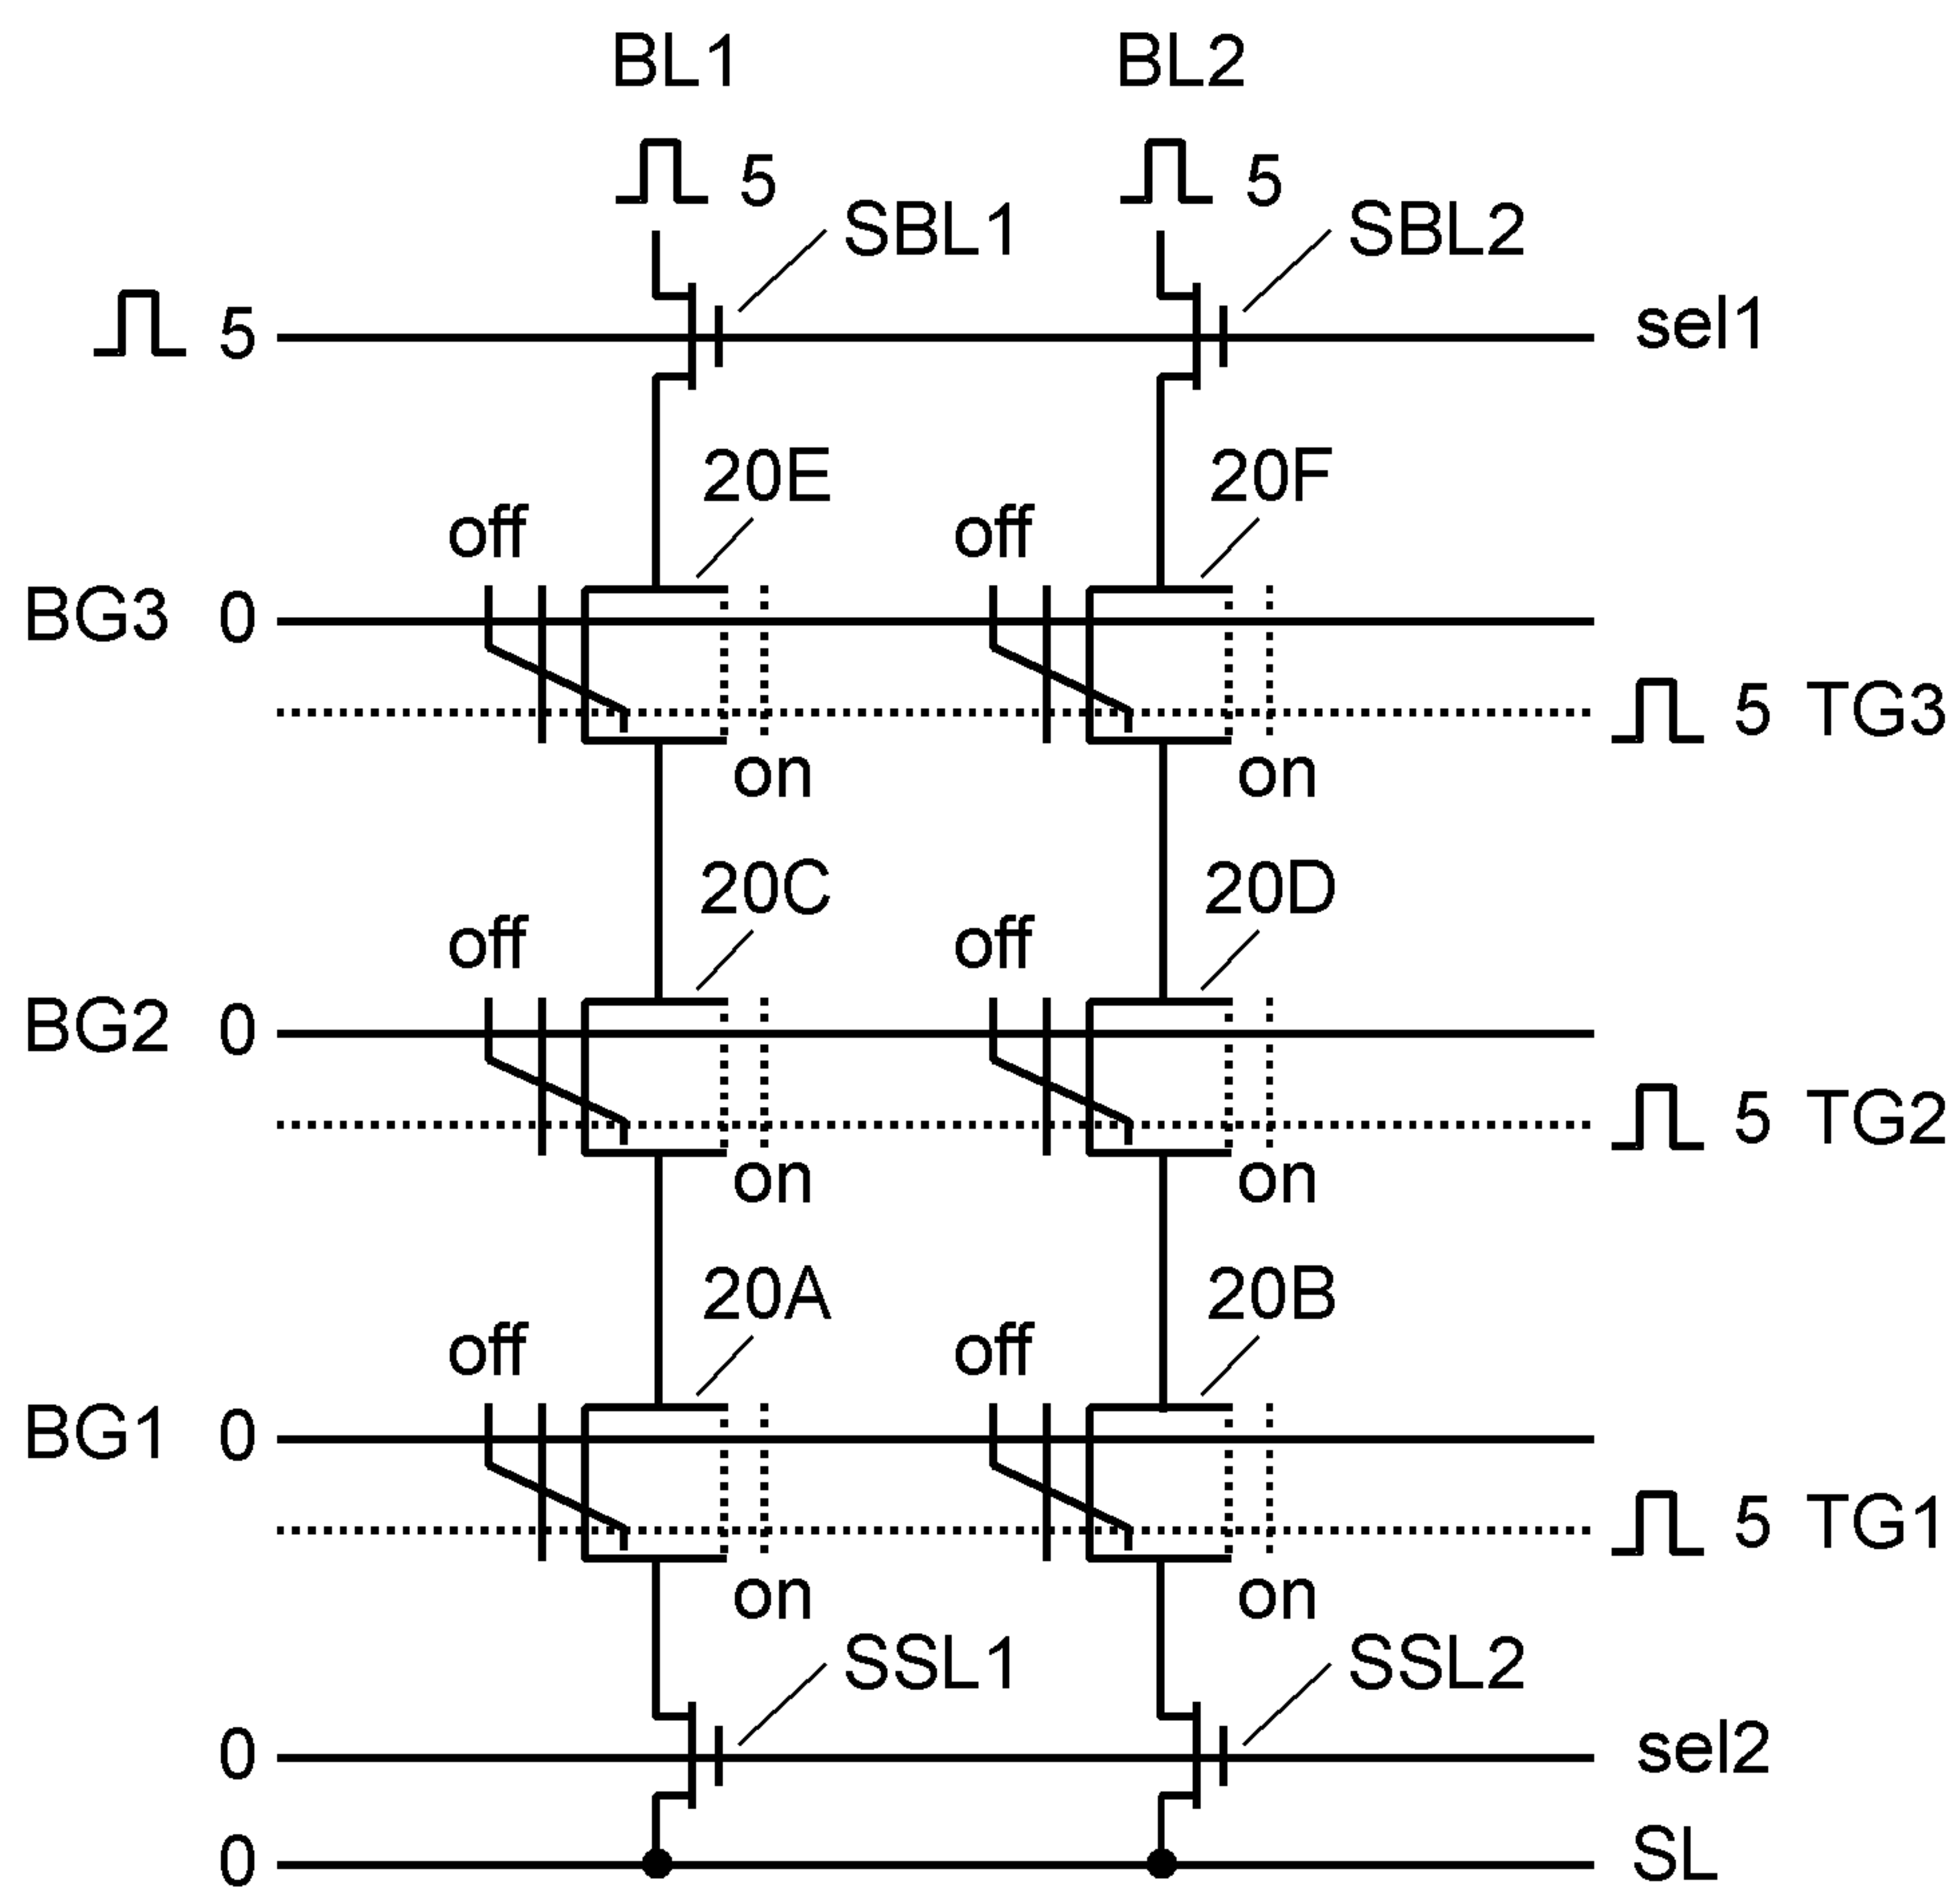 BL1 BL2
5 5
SBL1 SBL2
5 sel1
20E 20F
off off
BG3 0
5 TG3
on on
20C 20D
off off
BG2 0
5 TG2
on on
20A 20B
off off
BG1 0
5 TG1
on on
SSL1 SSL2
0 sel2
0 SL